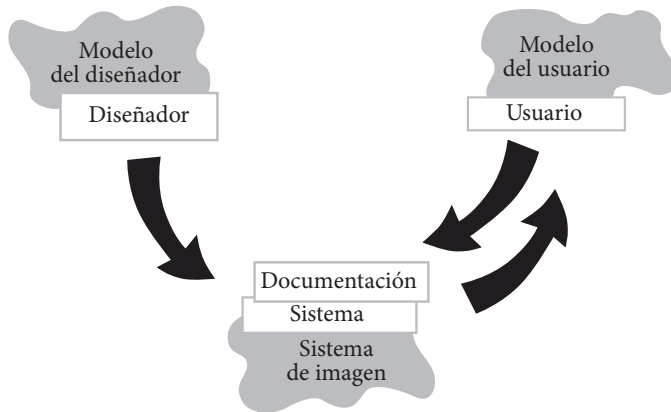 Modelo
del diseñador
Diseñador
Modelo
del usuario
Usuario
Documentación
Sistema
Sistema
de imagen